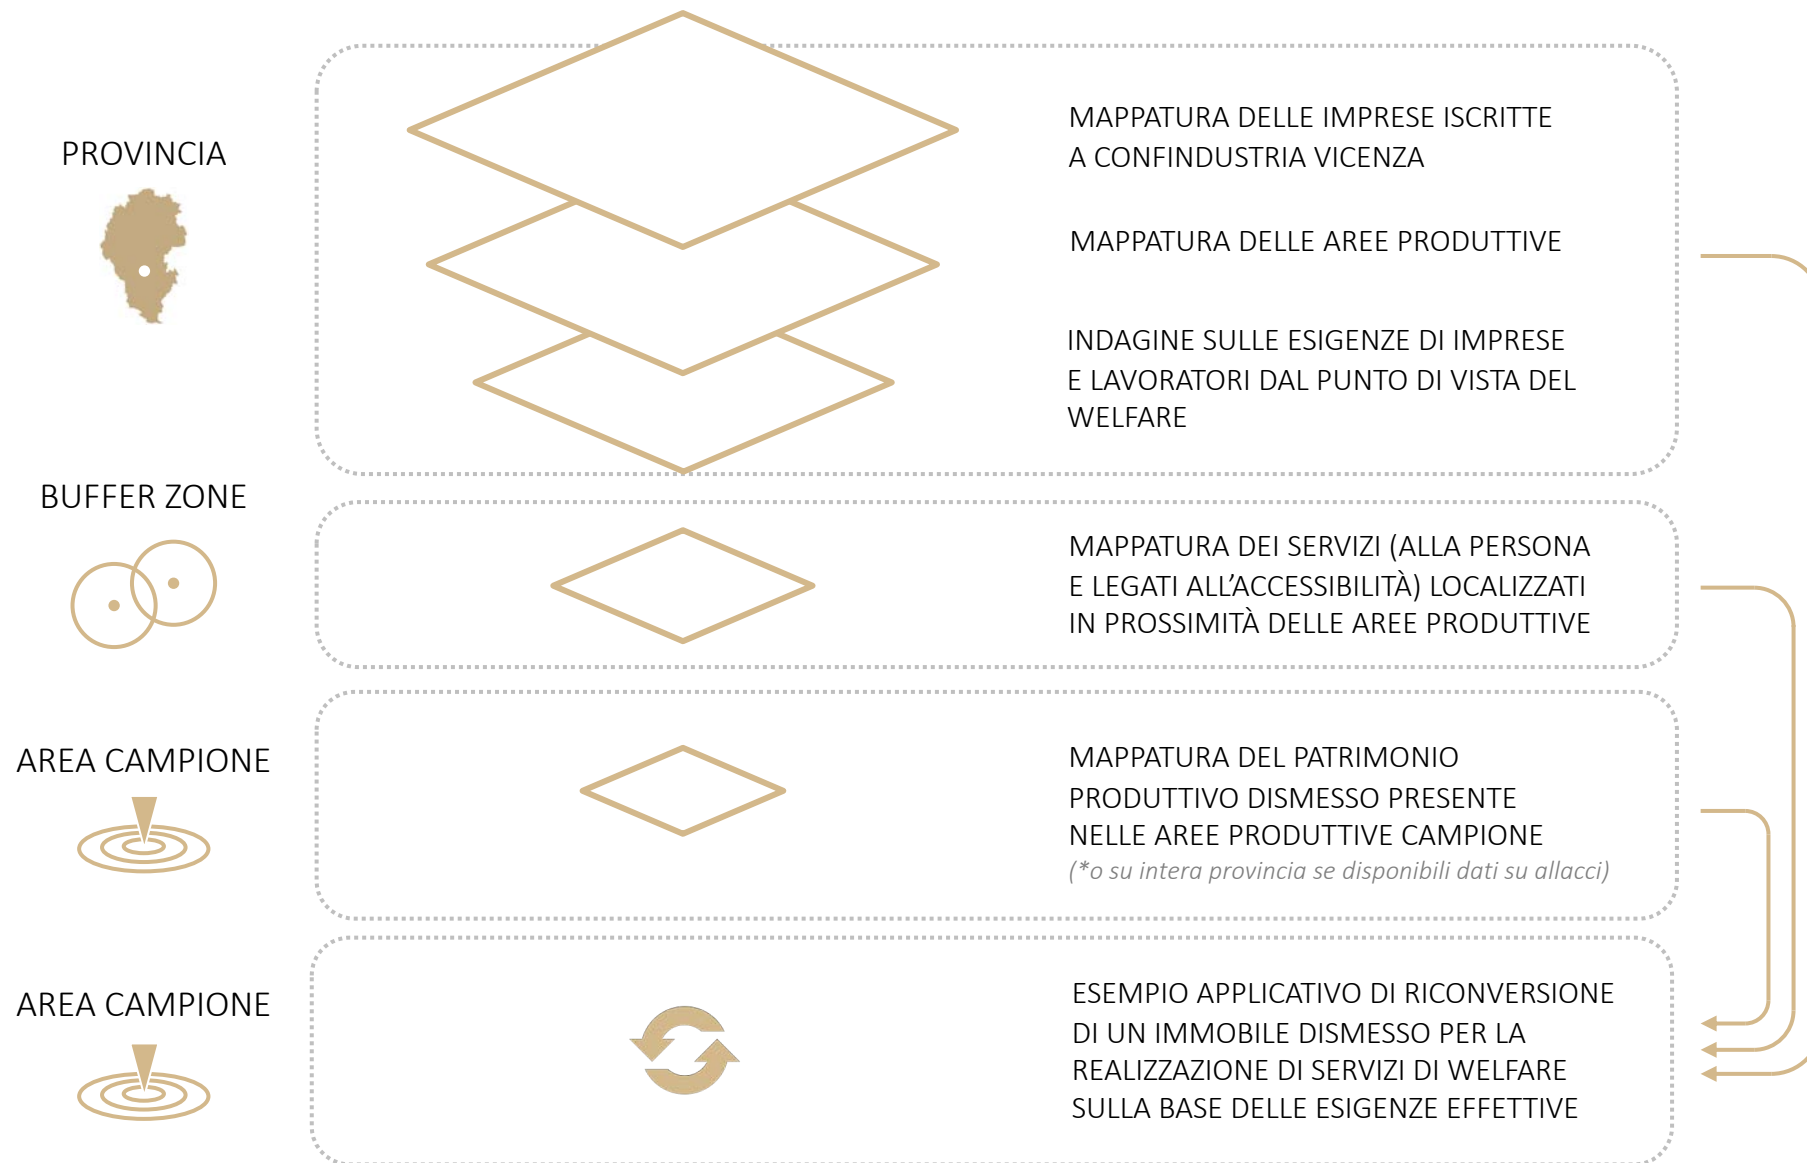 PROVINCIA
MAPPATURA DELLE IMPRESE ISCRITTE
A CONFINDUSTRIA VICENZA
MAPPATURA DELLE AREE PRODUTTIVE
INDAGINE SULLE ESIGENZE DI IMPRESE
E LAVORATORI DAL PUNTO DI VISTA DEL
WELFARE
BUFFER ZONE
MAPPATURA DEI SERVIZI (ALLA PERSONA
E LEGATI ALL’ACCESSIBILITÀ) LOCALIZZATI
IN PROSSIMITÀ DELLE AREE PRODUTTIVE
AREA CAMPIONE
MAPPATURA DEL PATRIMONIO
PRODUTTIVO DISMESSO PRESENTE
NELLE AREE PRODUTTIVE CAMPIONE
(*o su intera provincia se disponibili dati su allacci)
AREA CAMPIONE
ESEMPIO APPLICATIVO DI RICONVERSIONE
DI UN IMMOBILE DISMESSO PER LA
REALIZZAZIONE DI SERVIZI DI WELFARE
SULLA BASE DELLE ESIGENZE EFFETTIVE